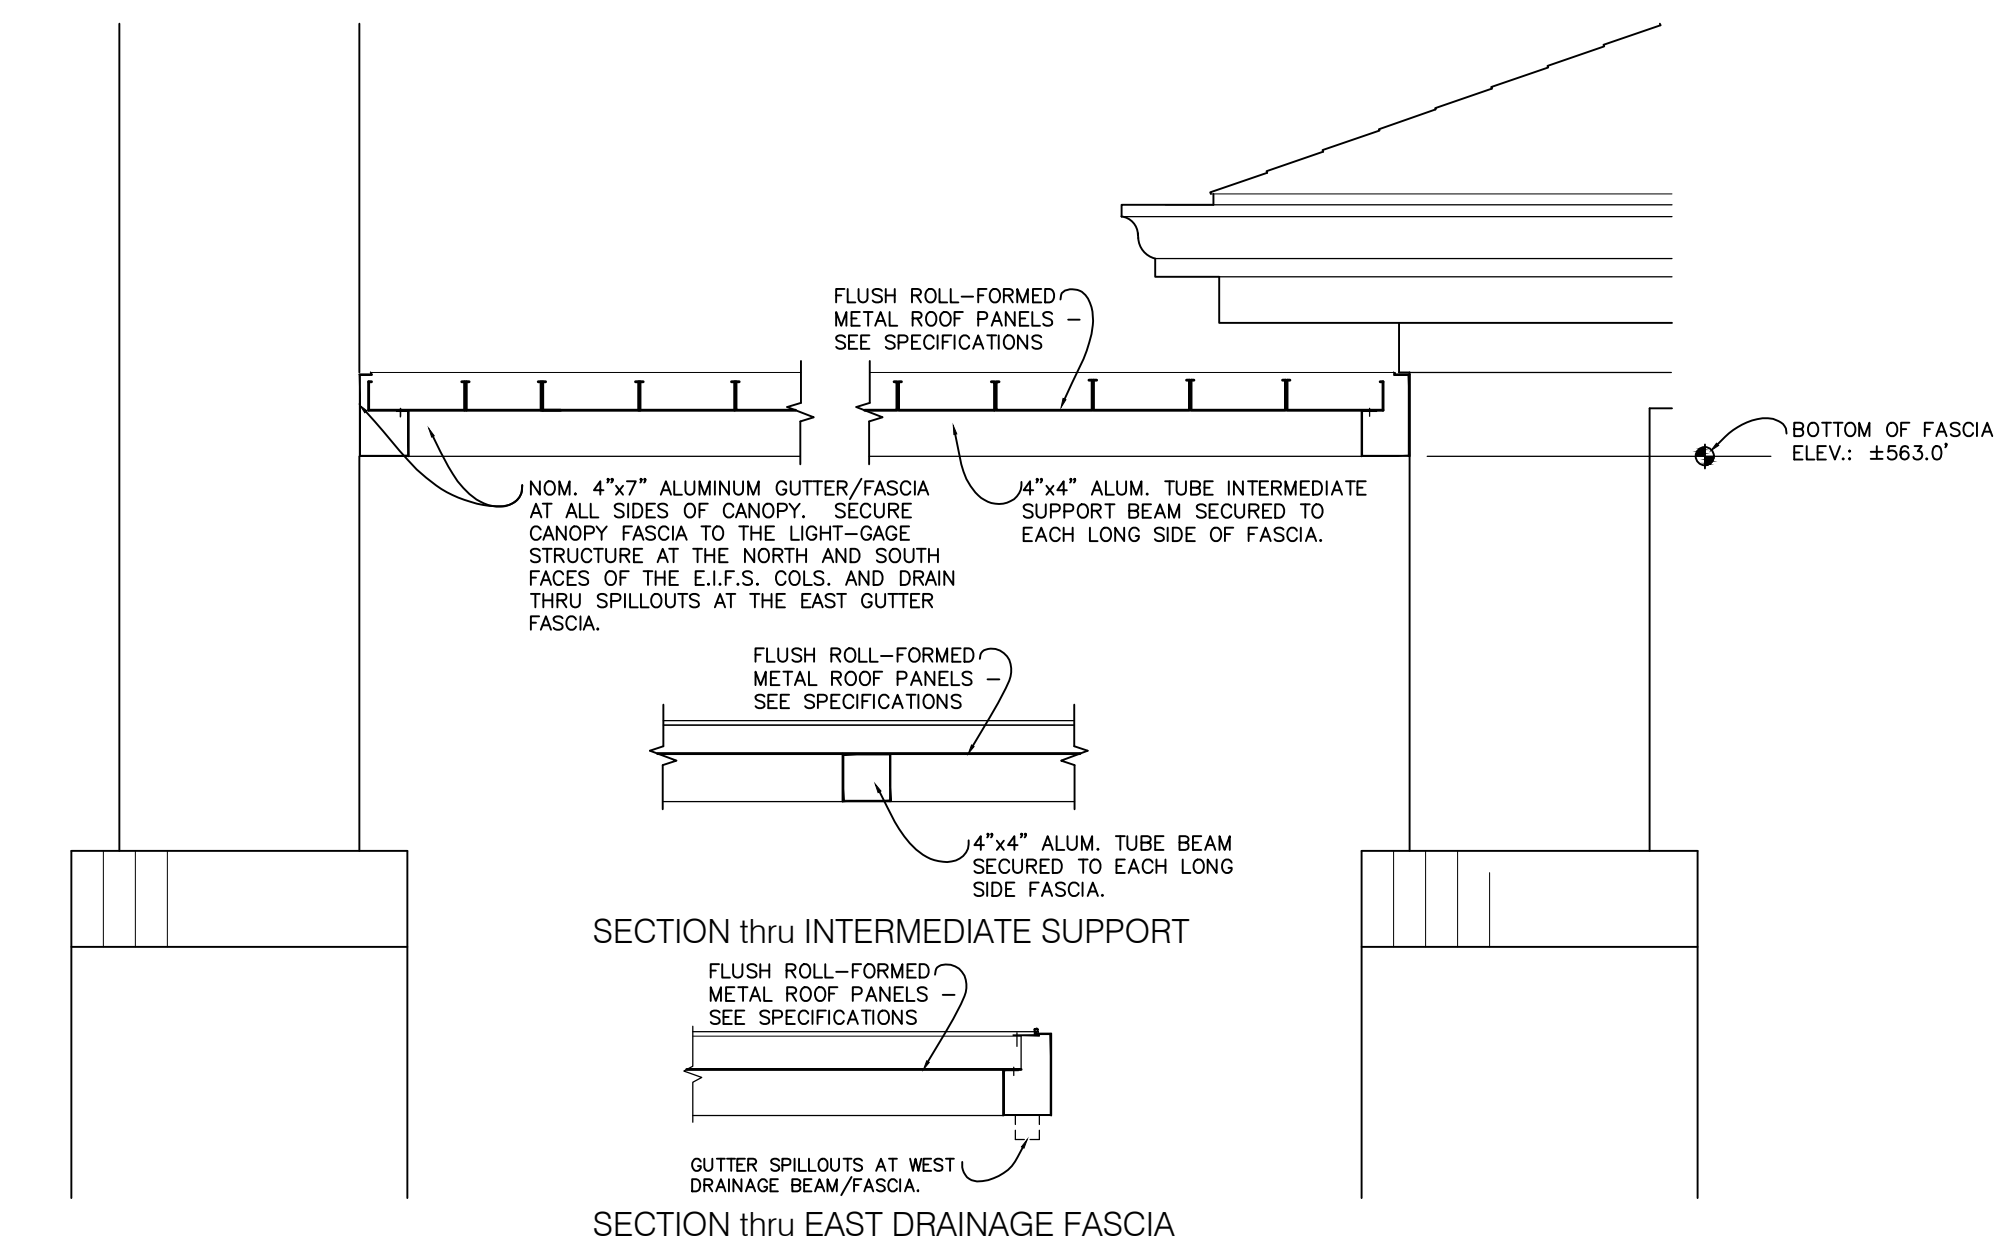 FLUSH ROLL-FORMED
METAL ROOF PANELS -
SEE SPECIFICATIONS
BOTTOM OF FASCIA
ELEV.: ±563.0'
NOM. 4"x7" ALUMINUM GUTTER/FASCIA
AT ALL SIDES OF CANOPY. SECURE
CANOPY FASCIA TO THE LIGHT-GAGE
STRUCTURE AT THE NORTH AND SOUTH
FACES OF THE E.I.F.S. COLS. AND DRAIN
THRU SPILLOUTS AT THE EAST GUTTER
FASCIA.
4"x4" ALUM. TUBE INTERMEDIATE
SUPPORT BEAM SECURED TO
EACH LONG SIDE OF FASCIA.
FLUSH ROLL-FORMED
METAL ROOF PANELS -
SEE SPECIFICATIONS
4"x4" ALUM. TUBE BEAM
SECURED TO EACH LONG
SIDE FASCIA.
SECTION thru INTERMEDIATE SUPPORT
FLUSH ROLL-FORMED
METAL ROOF PANELS -
SEE SPECIFICATIONS
GUTTER SPILLOUTS AT WEST
DRAINAGE BEAM/FASCIA.
SECTION thru EAST DRAINAGE FASCIA